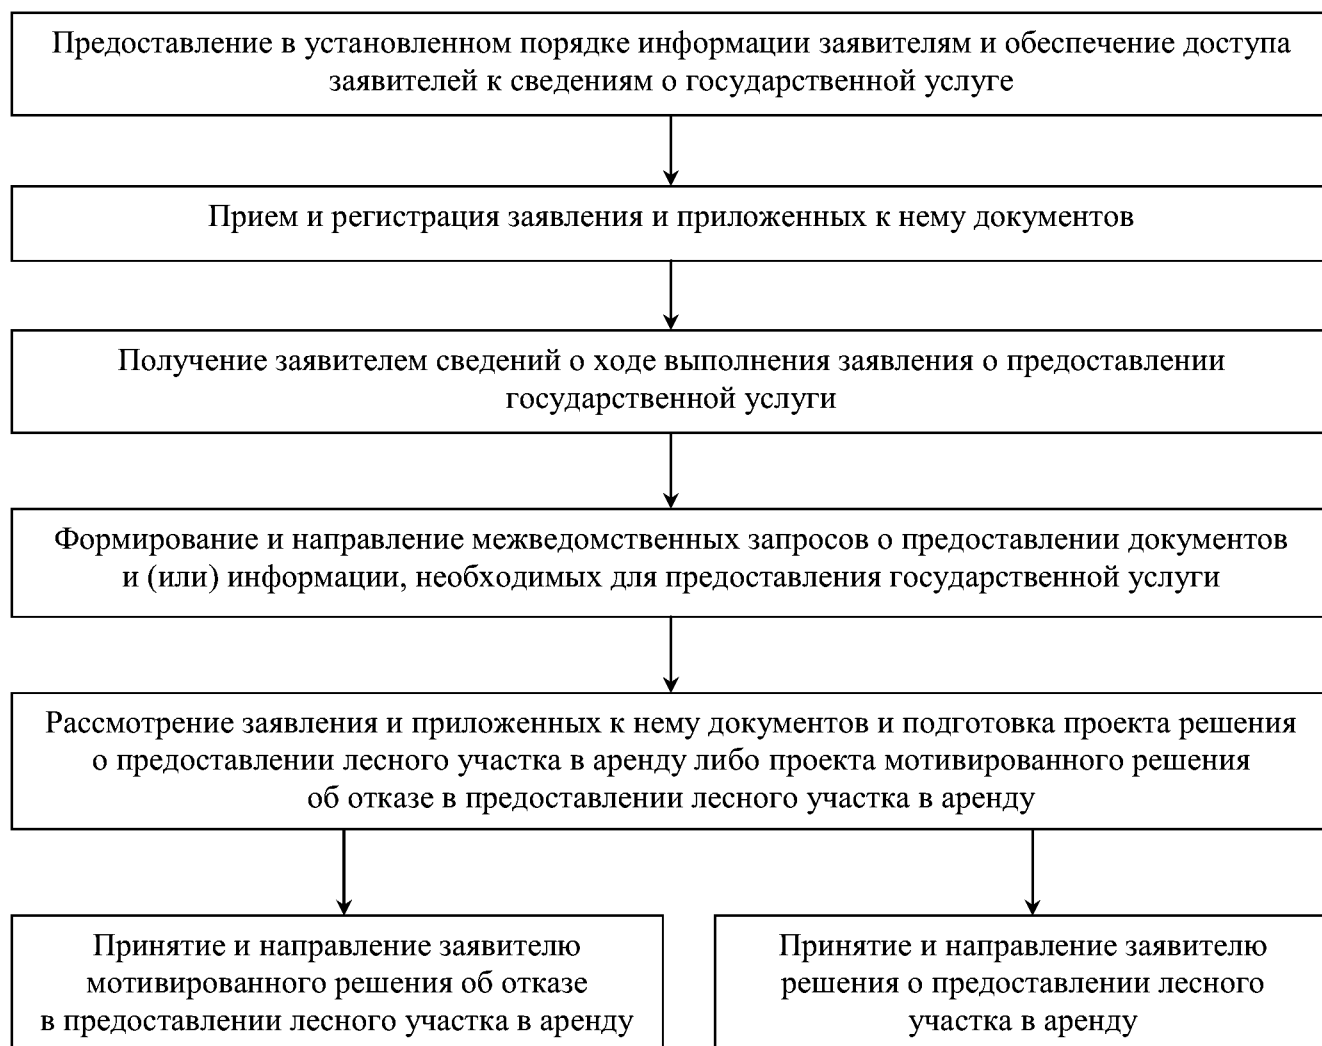 Предоставление в установленном порядке информации заявителям и обеспечение доступа
заявителей к сведениям о государственной услуге
Прием и регистрация заявления и приложенных к нему документов
Получение заявителем сведений о ходе выполнения заявления о предоставлении
государственной услуги
Формирование и направление межведомственных запросов о предоставлении документов
и (или) информации, необходимых для предоставления государственной услуги
Рассмотрение заявления и приложенных к нему документов и подготовка проекта решения
о предоставлении лесного участка в аренду либо проекта мотивированного решения
об отказе в предоставлении лесного участка в аренду
Принятие и направление заявителю
мотивированного решения об отказе
в предоставлении лесного участка в аренду
Принятие и направление заявителю
решения о предоставлении лесного
участка в аренду